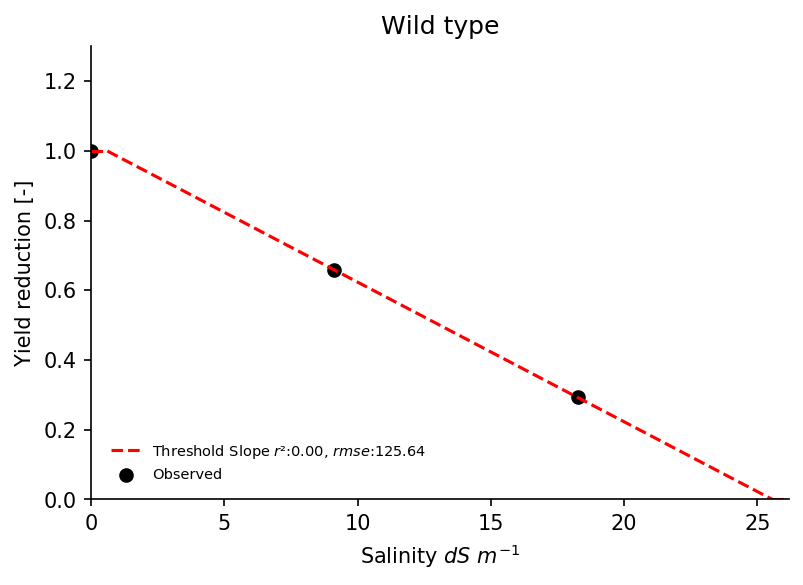 Wild type
1.2
1.0
0.8
0.6
0.4
0.2
0.0
Yield reduction [-]
Threshold Slope r²:0.00, rmse:125.64
Observed
0 5 10 15 20 25
Salinity dS m⁻¹